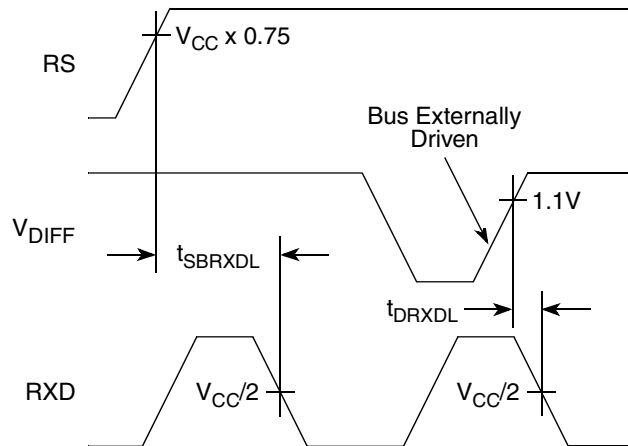 V_CC x 0.75
RS
Bus Externally
Driven
1.1V
V_DIFF
t_SBRXDL
t_DRXDL
RXD
V_CC/2
V_CC/2